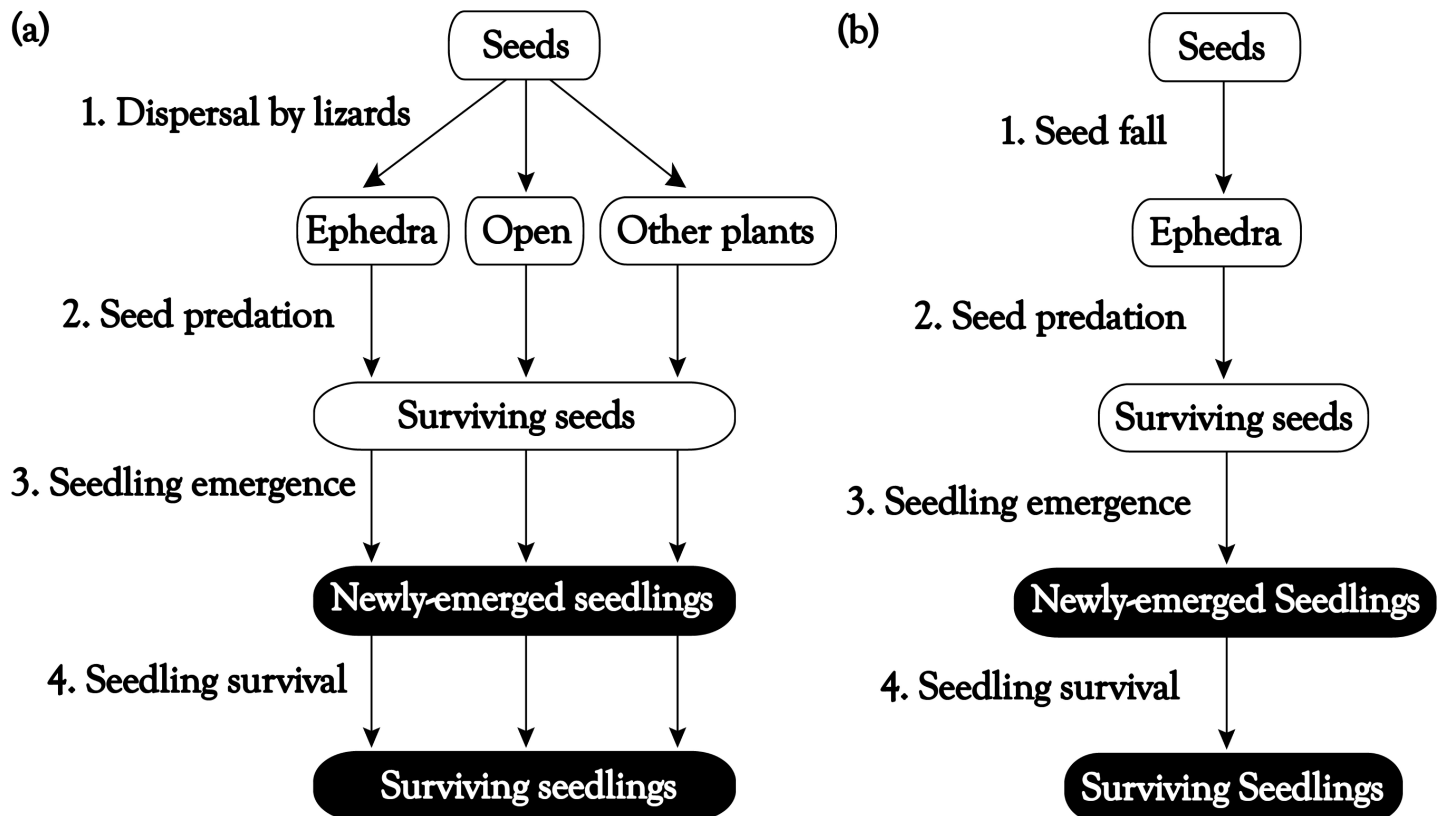 (a)
Seeds
1. Dispersal by lizards
Ephedra
Open
Other plants
2. Seed predation
Surviving seeds
3. Seedling emergence
Newly-emerged seedlings
4. Seedling survival
Surviving seedlings
(b)
Seeds
1. Seed fall
Ephedra
2. Seed predation
Surviving seeds
3. Seedling emergence
Newly-emerged Seedlings
4. Seedling survival
Surviving Seedlings